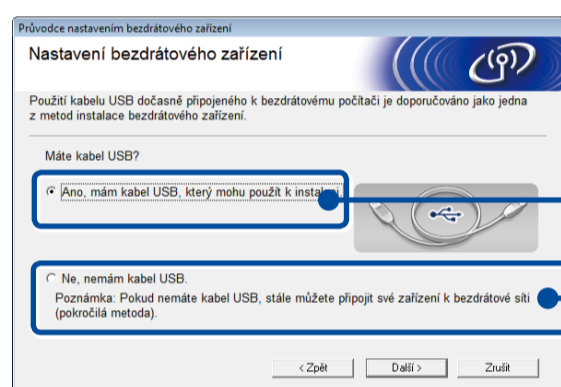 Průvodce nastavením bezdrátového zařízení
Nastavení bezdrátového zařízení
Použití kabelu USB dočasně připojeného k bezdrátovému počítači je doporučováno jako jedna
z metod instalace bezdrátového zařízení.
Máte kabel USB?
Ano, mám kabel USB, který mohu použít k instalaci.
Ne, nemám kabel USB.
Poznámka: Pokud nemáte kabel USB, stále můžete připojit své zařízení k bezdrátové síti
(pokročilá metoda).
< Zpět
Další >
Zrušit